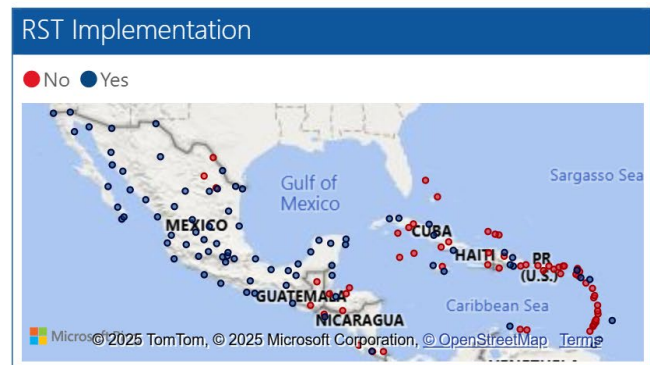 RST Implementation
No Yes
Sargasso Sea
Gulf of
Mexico
MEXICO
CUBA
HAITI
PR
(U.S.)
GUATEMALA
Caribbean Sea
NICARAGUA
© 2025 TomTom, © 2025 Microsoft Corporation, © OpenStreetMap Terms